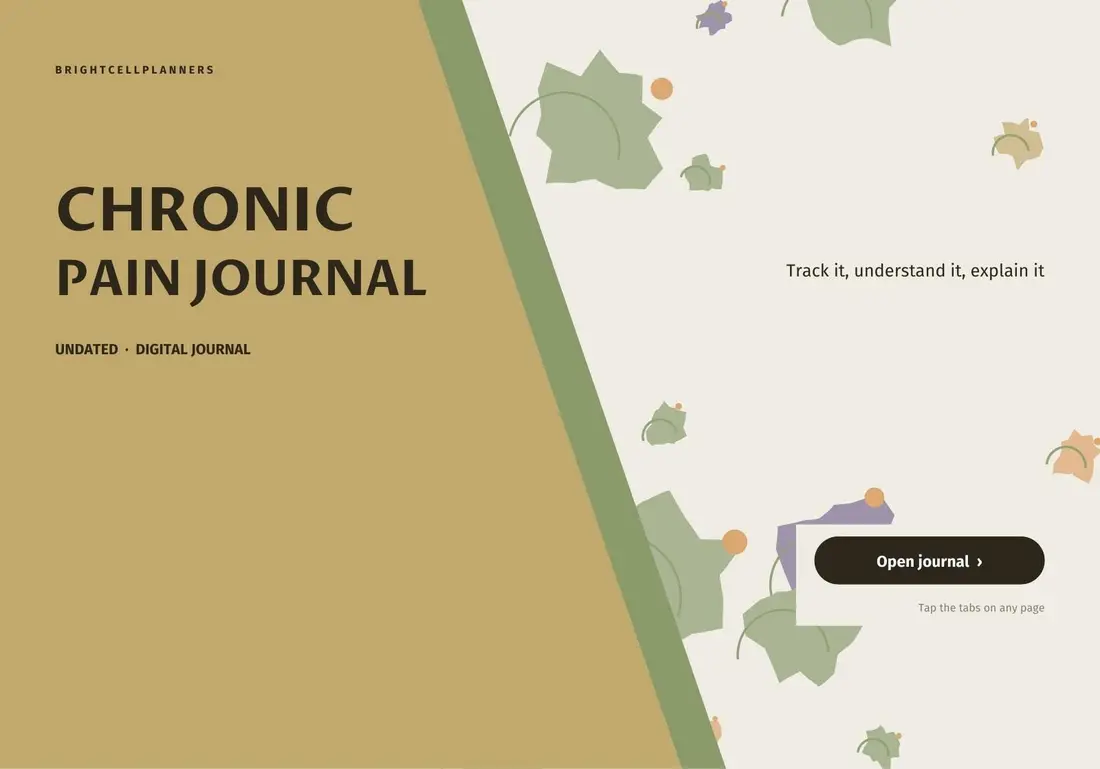 BRIGHTCELLPLANNERS
CHRONIC
PAIN JOURNAL
UNDATED · DIGITAL JOURNAL
Track it, understand it, explain it
Open journal ›
Tap the tabs on any page